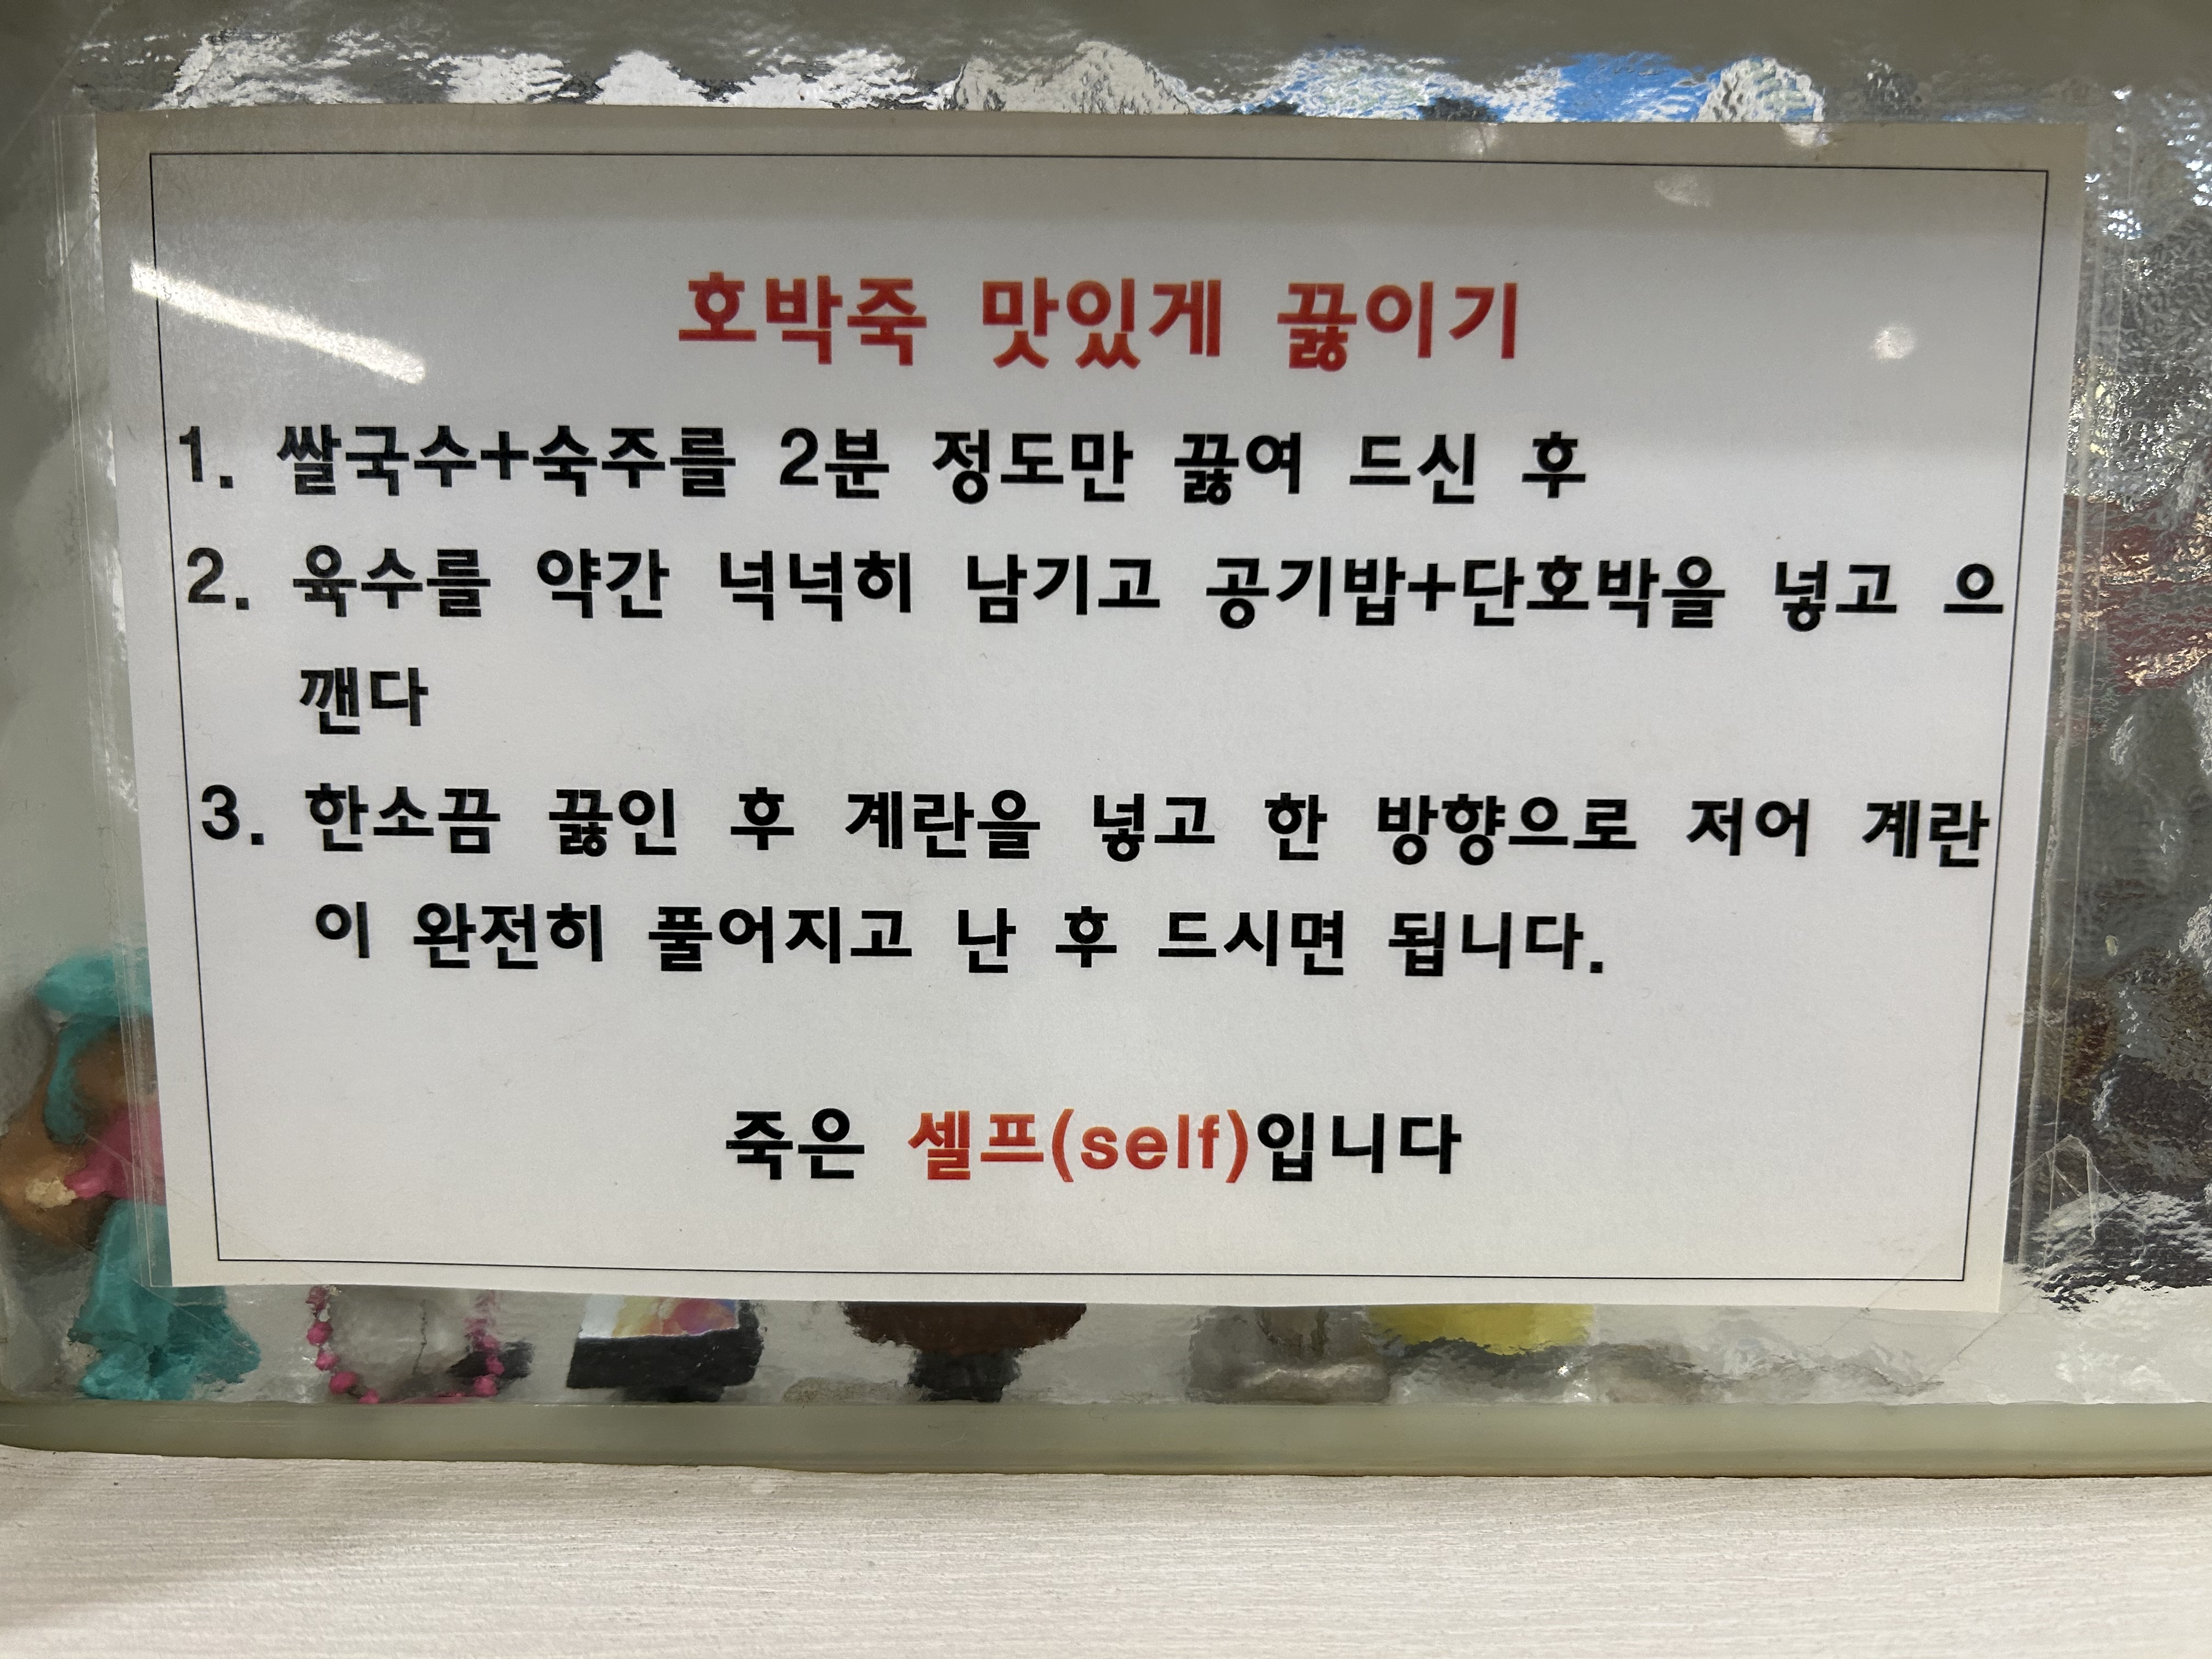 호박죽 맛있게 끓이기
1. 쌀국수+숙주를 2분 정도만 끓여 드신 후
2. 육수를 약간 넉넉히 남기고 공기밥+단호박을 넣고 으
깬다
3. 한소끔 끓인 후 계란을 넣고 한 방향으로 저어 계란
이 완전히 풀어지고 난 후 드시면 됩니다.
죽은 셀프(self)입니다